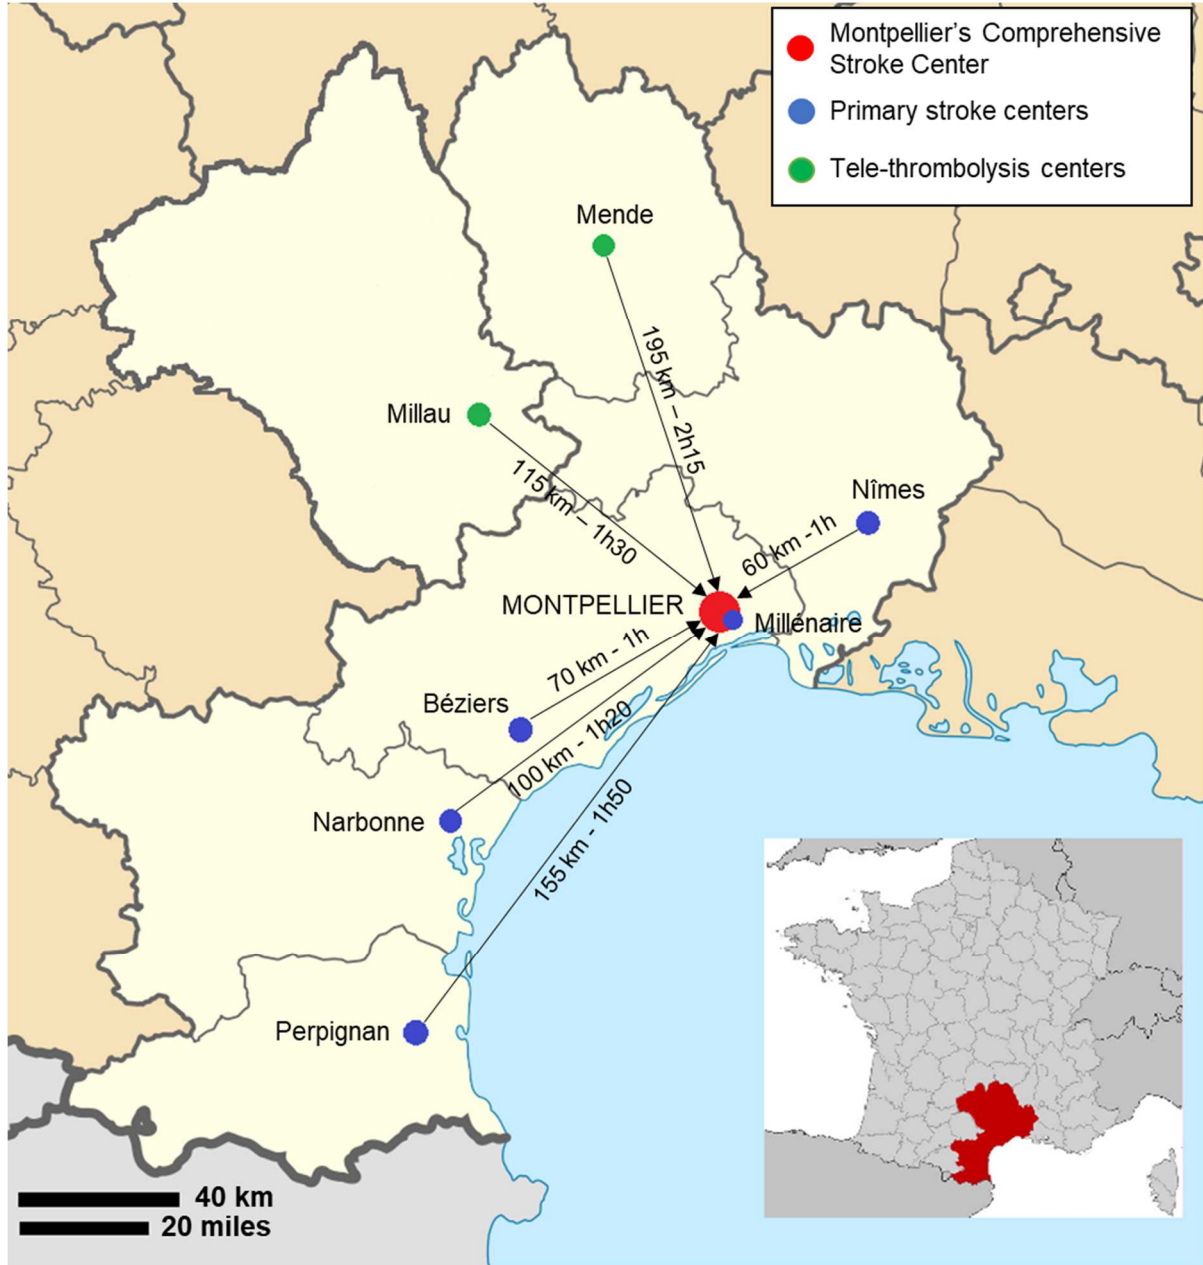 Montpellier's Comprehensive
Stroke Center
Primary stroke centers
Tele-thrombolysis centers
Mende
195 km – 2h15
Millau
115 km – 1h30
Nîmes
60 km -1h
MONTPELLIER
Millénaire
70 km - 1h
Béziers
100 km - 1h20
Narbonne
155 km - 1h50
Perpignan
40 km
20 miles